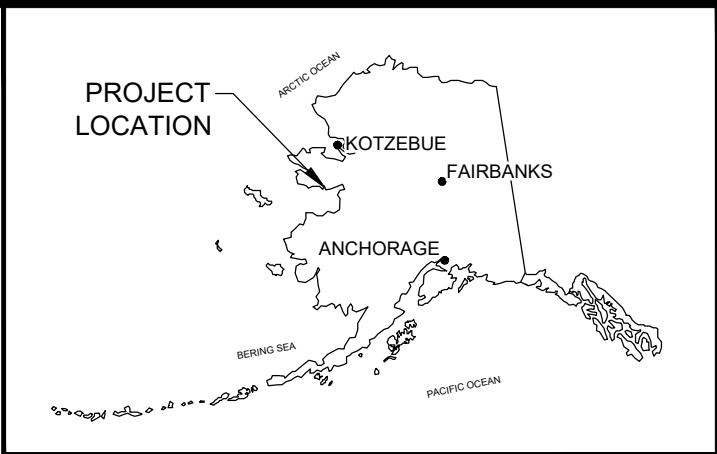 ARCTIC OCEAN
PROJECT
LOCATION
KOTZEBUE
FAIRBANKS
ANCHORAGE
BERING SEA
PACIFIC OCEAN